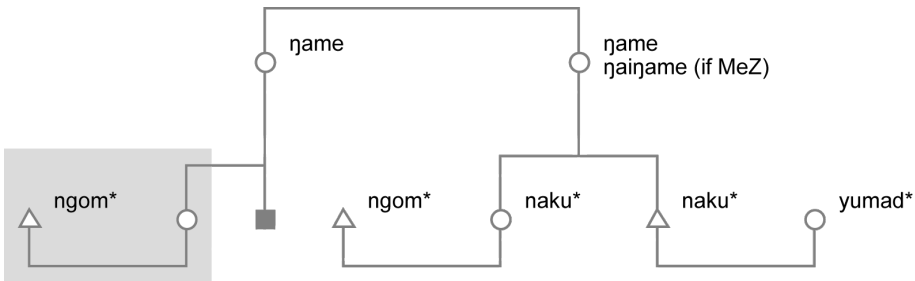 ŋame
ŋame
ŋaiŋame (if MeZ)
ngom*
ngom*
naku*
naku*
yumad*